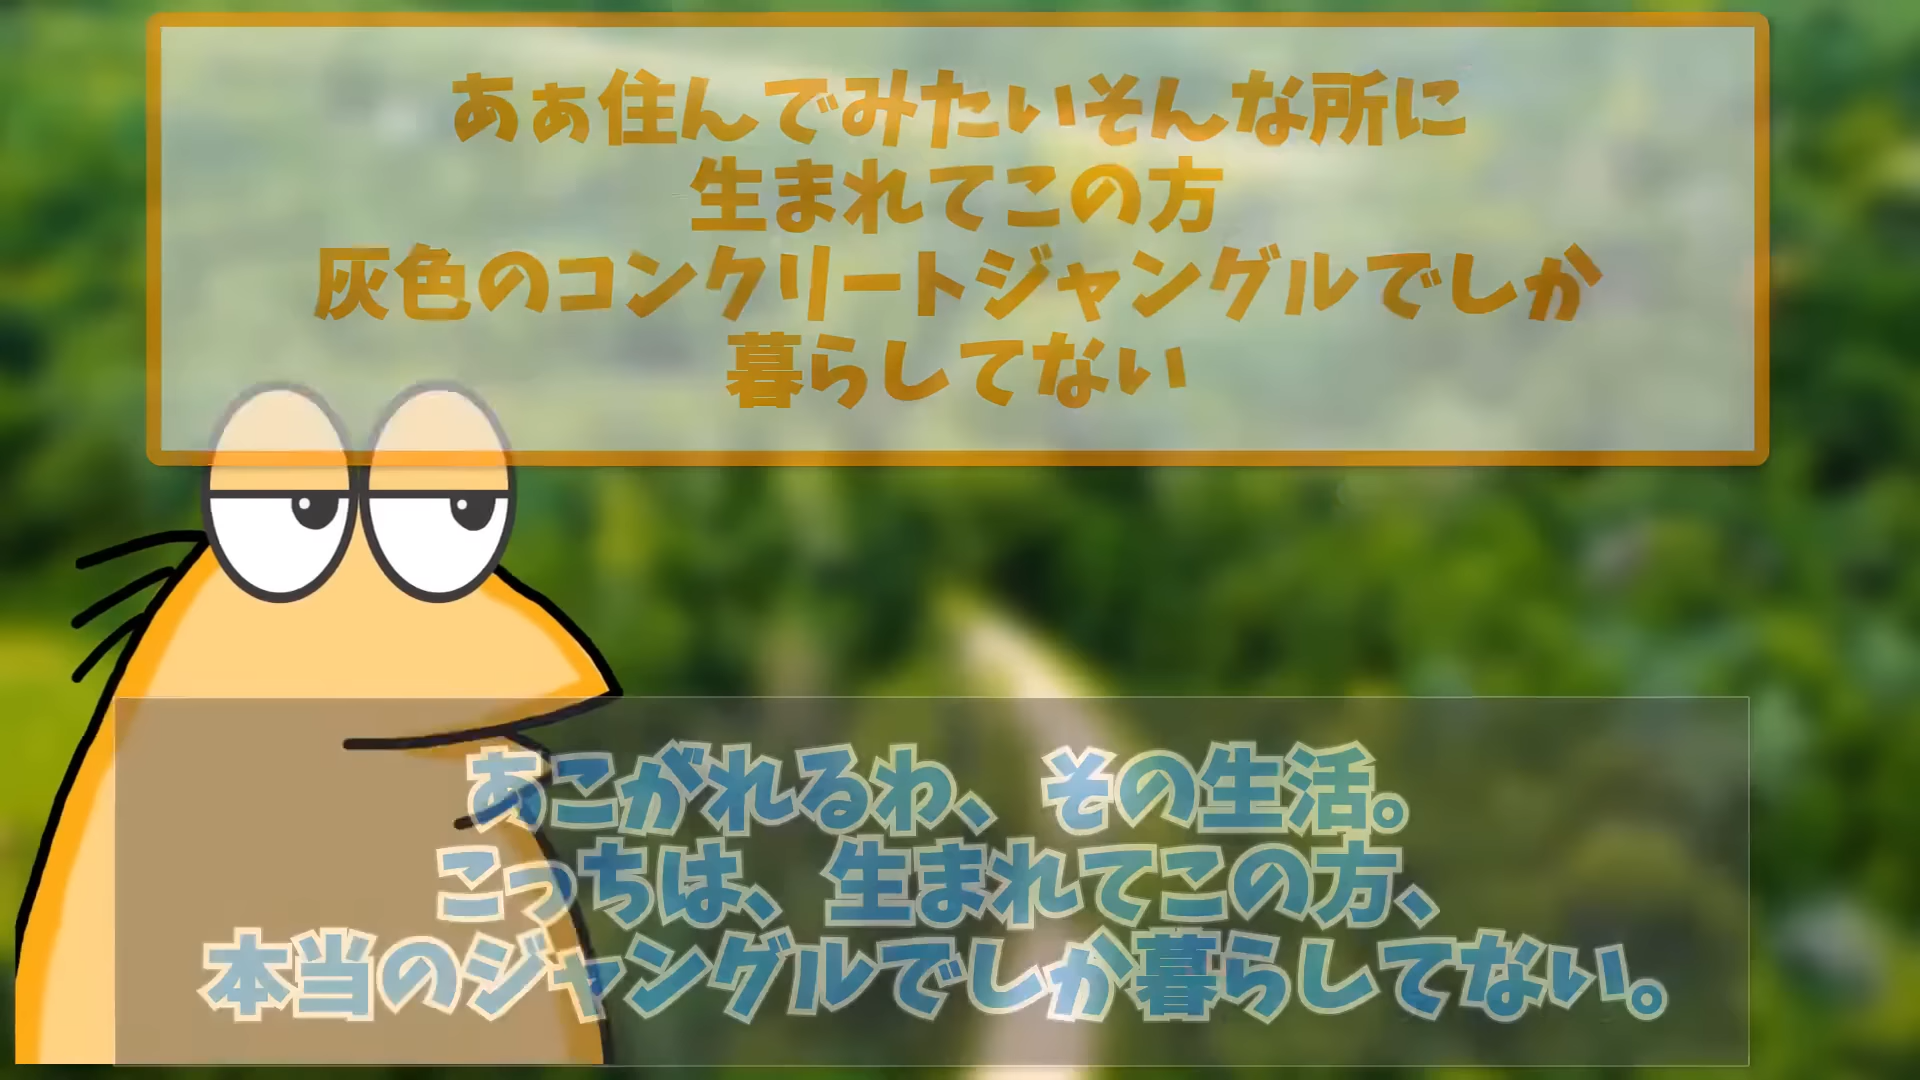 あぁ住んでみたいそんな所に
生まれてこの方
灰色のコンクリートジャングルでしか
暮らしてない
あこがれるわ、その生活。
こっちは、生まれてこの方、
本当のジャングルでしか暮らしてない。